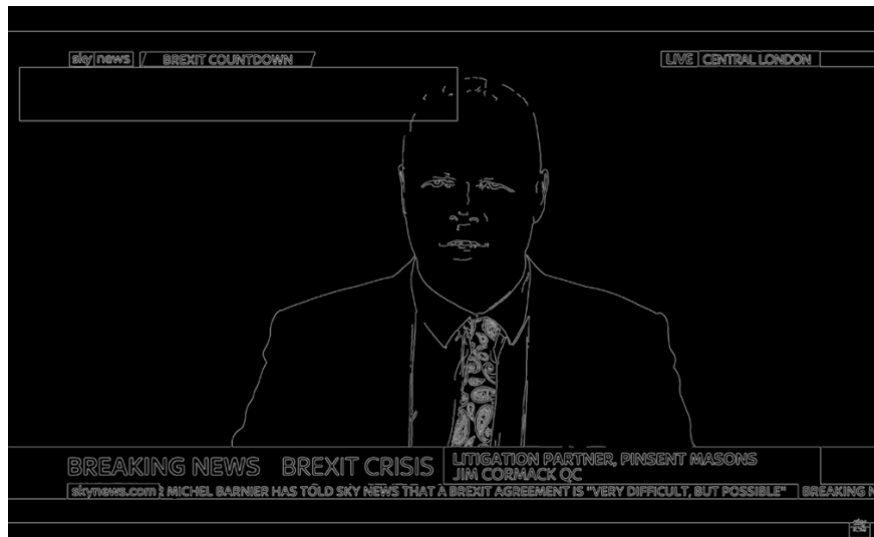 sky news BREXIT COUNTDOWN
LIVE CENTRAL LONDON
BREAKING NEWS BREXIT CRISIS
LITIGATION PARTNER, PINSENT MASONS
JIM CORMACK QC
skynews.com MICHEL BARNIER HAS TOLD SKY NEWS THAT A BREXIT AGREEMENT IS "VERY DIFFICULT, BUT POSSIBLE" BREAKING